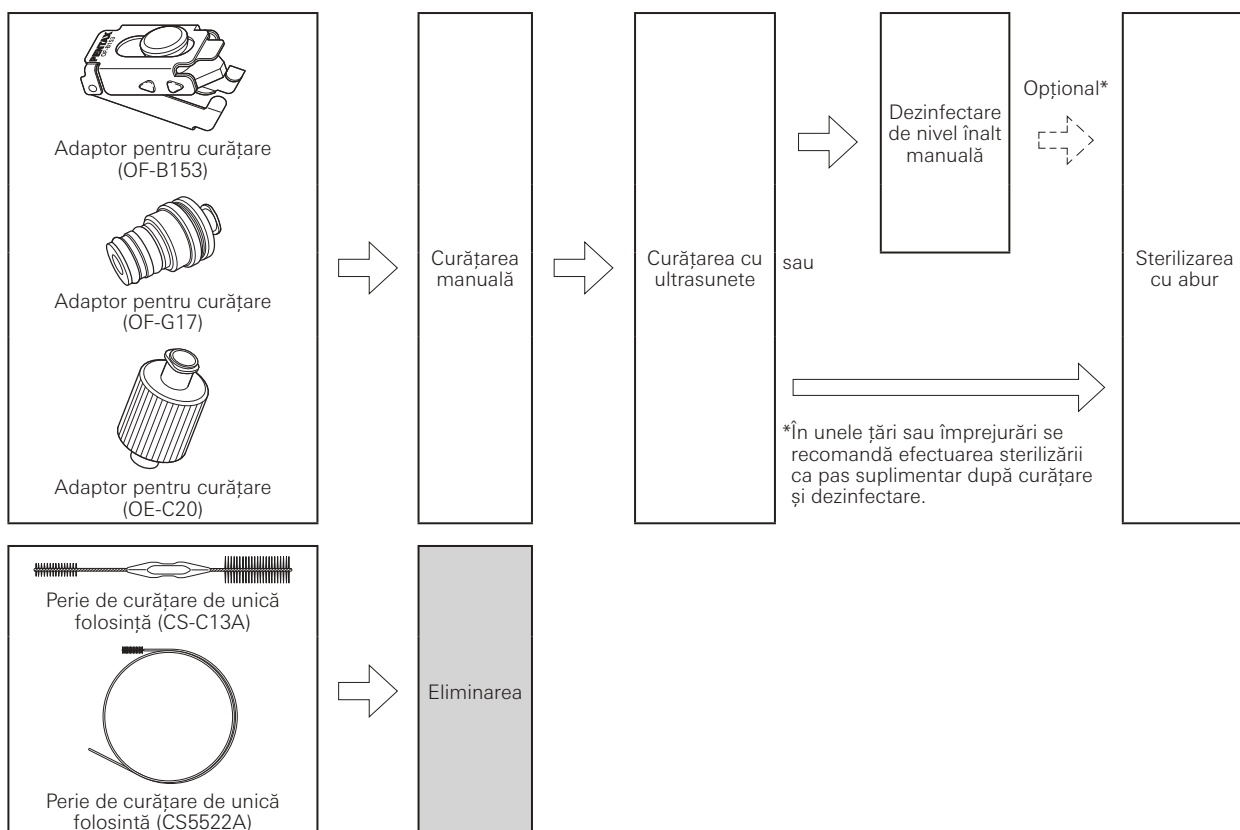 PENTAX
OF-B153
Adaptor pentru curățare
(OF-B153)
Adaptor pentru curățare
(OF-G17)
Adaptor pentru curățare
(OE-C20)
Curățarea
manuală
Curățarea cu
ultrasunete
sau
Dezinfectare
de nivel înalt
manuală
Opțional*
*În unele țări sau împrejurări se
recomandă efectuarea sterilizării
ca pas suplimentar după curățare
și dezinfectare.
Sterilizarea
cu abur
Perie de curățare de unică
folosință (CS-C13A)
Perie de curățare de unică
folosință (CS5522A)
Eliminarea